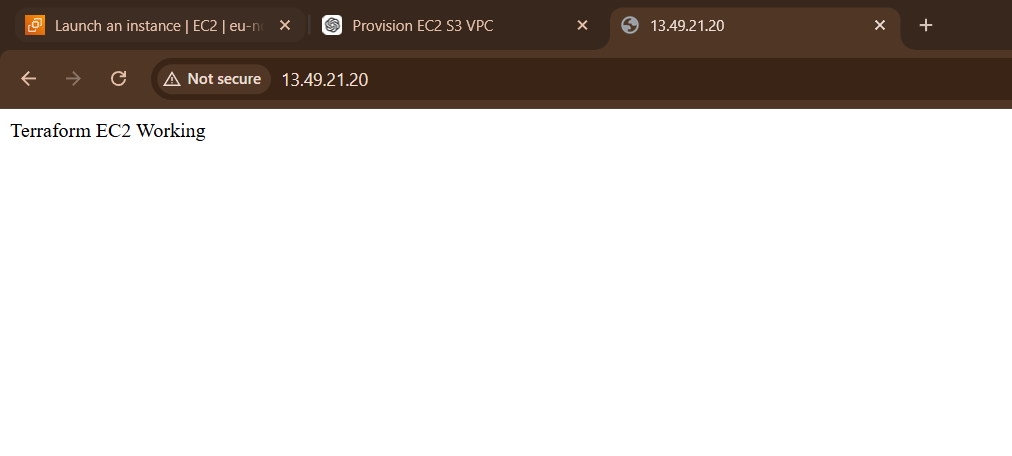 Launch an instance | EC2 | eu-n
Provision EC2 S3 VPC
13.49.21.20
Not secure
13.49.21.20
Terraform EC2 Working